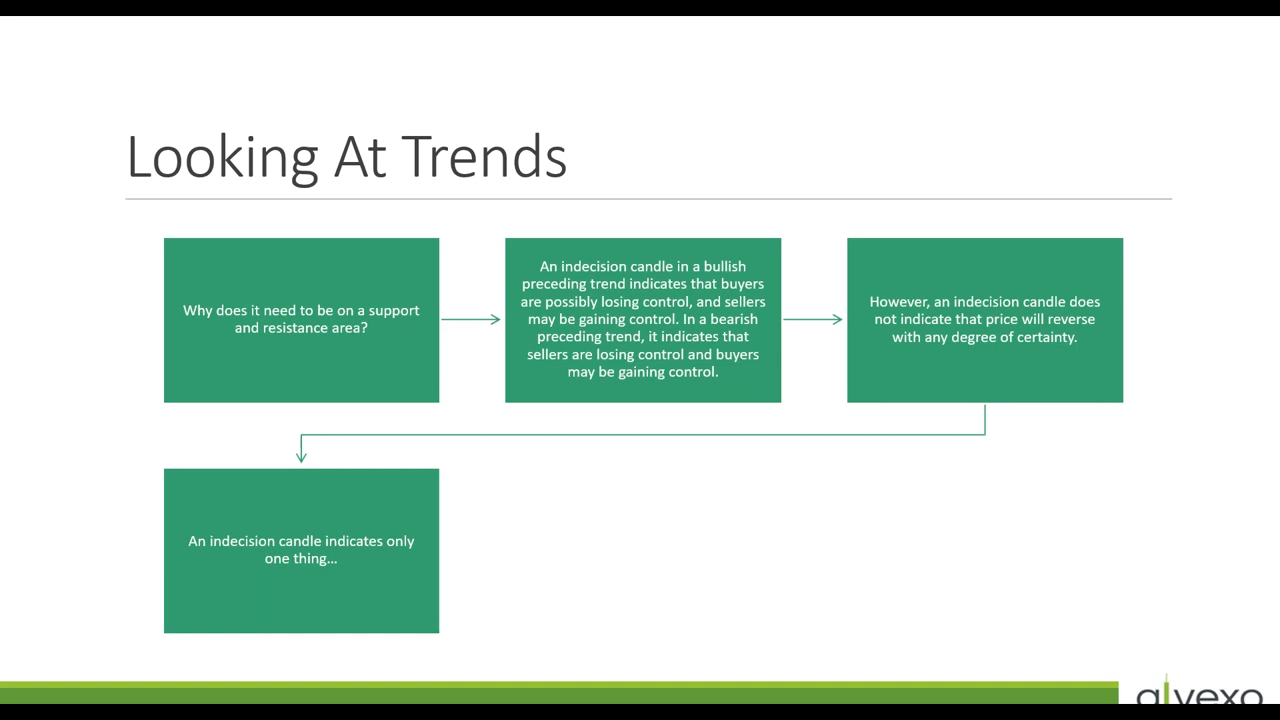 Looking At Trends
Why does it need to be on a support
and resistance area?
An indecision candle in a bullish
preceding trend indicates that buyers
are possibly losing control, and sellers
may be gaining control. In a bearish
preceding trend, it indicates that
sellers are losing control and buyers
may be gaining control.
However, an indecision candle does
not indicate that price will reverse
with any degree of certainty.
An indecision candle indicates only
one thing...
alvexo